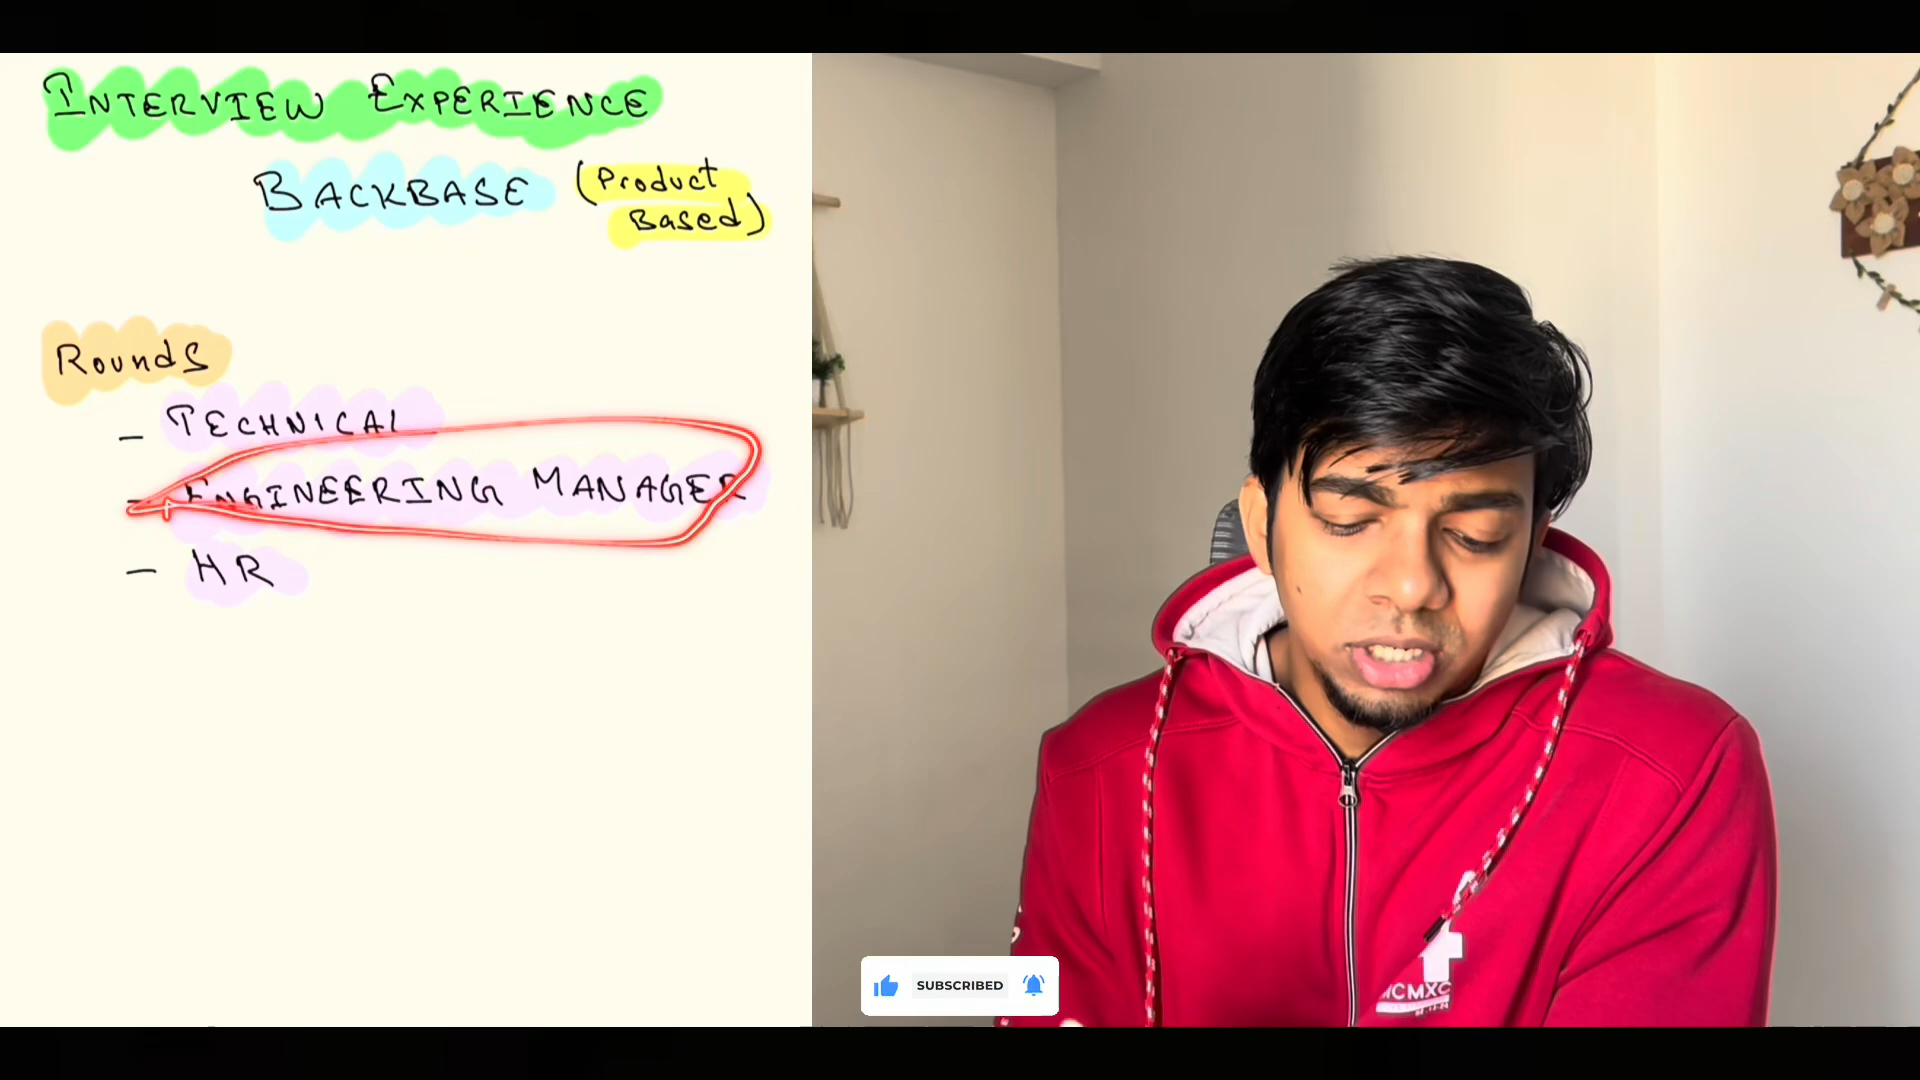 INTERVIEW EXPERIENCE
BACKBASE (Product
Based)
Rounds
- TECHNICAL
- ENGINEERING MANAGER
- HR
SUBSCRIBED